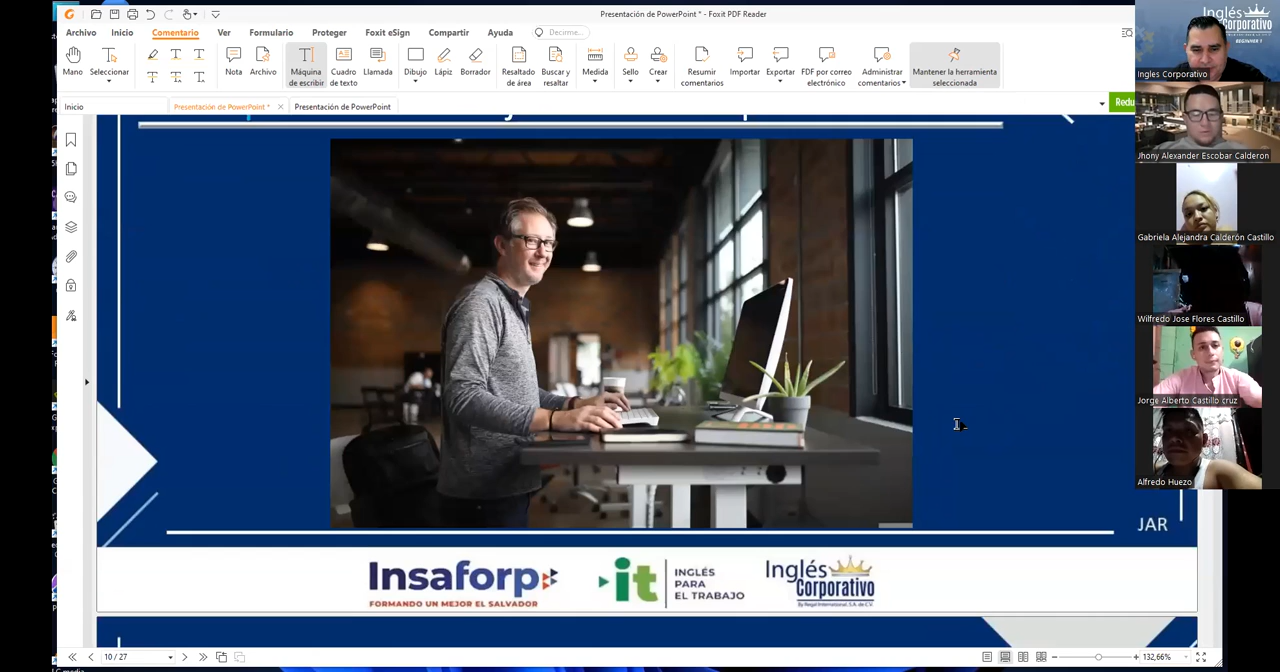 Presentación de PowerPoint * - Foxit PDF Reader
Archivo Inicio Comentario Ver Formulario Proteger Foxit eSign Compartir Ayuda Decirme...
Mano Seleccionar Nota Archivo Máquina de escribir Cuadro de texto Llamada Dibujo Lápiz Borrador Resaltado de área Buscar y resaltar Medida Sello Crear Resumir comentarios Importar Exportar FDF por correo electrónico Administrar comentarios Mantener la herramienta seleccionada
Inicio Presentación de PowerPoint * Presentación de PowerPoint
Inglés
Corporativo
BEGINNER 1
Ingles Corporativo
Jhony Alexander Escobar Calderon
Gabriela Alejandra Calderón Castillo
Wilfredo Jose Flores Castillo
Jorge Alberto Castillo cruz
Alfredo Huezo
JAR
Insaforp
FORMANDO UN MEJOR EL SALVADOR
it
INGLÉS
PARA
EL TRABAJO
Inglés
Corporativo
By Regal International, S.A. de C.V.
10 / 27
132,66%